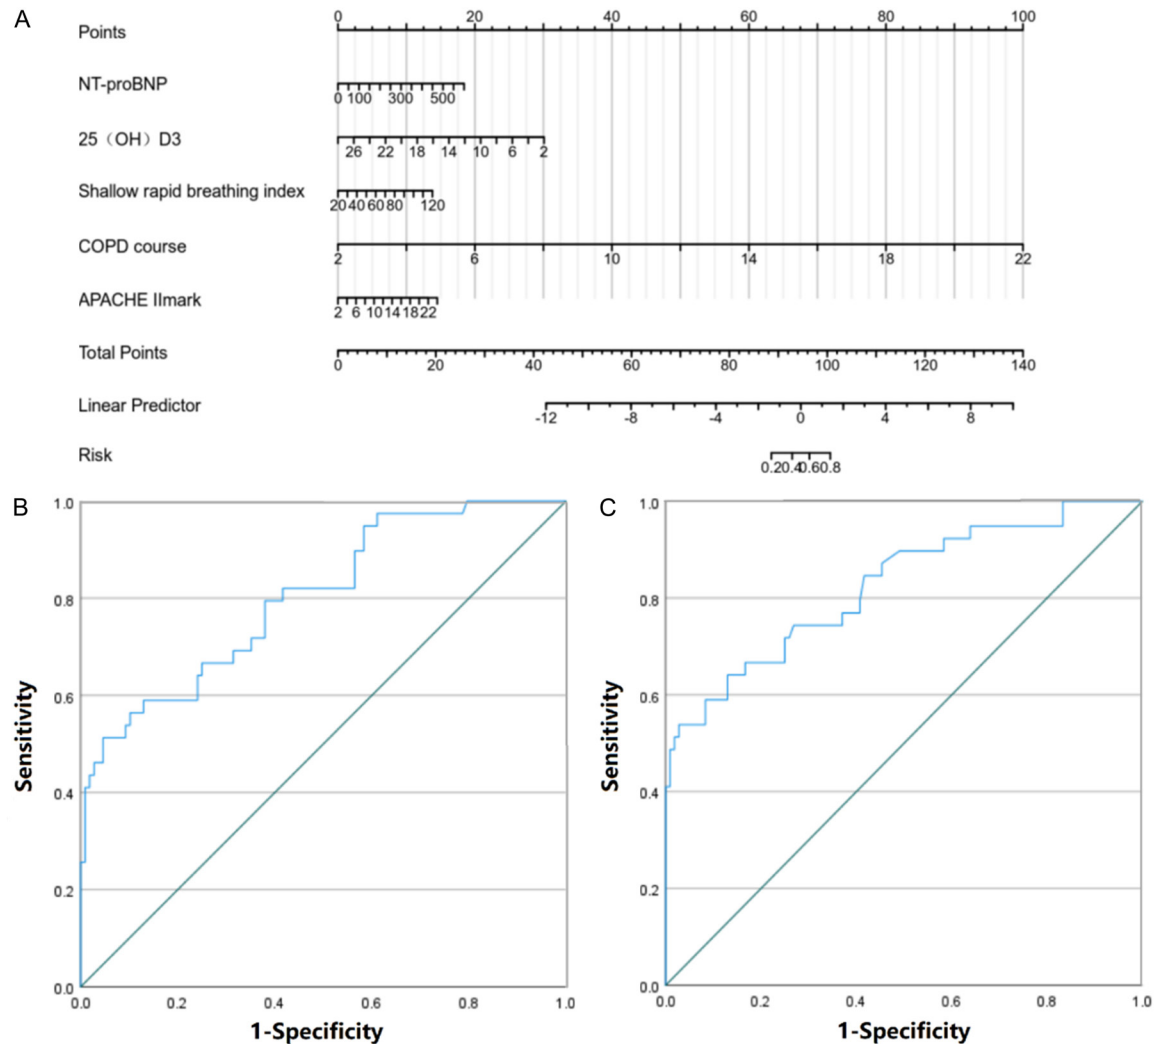 A
Points
0 20 40 60 80 100
NT-proBNP
0 100 300 500
25（OH）D3
26 22 18 14 10 6 2
Shallow rapid breathing index
20 40 60 80 120
COPD course
2 6 10 14 18 22
APACHE IImark
2 6 10 14 18 22
Total Points
0 20 40 60 80 100 120 140
Linear Predictor
-12 -8 -4 0 4 8
Risk
0.2 0.4 0.6 0.8
B
1.0
0.8
0.6
0.4
0.2
0.0
Sensitivity
0.0 0.2 0.4 0.6 0.8 1.0
1-Specificity
C
1.0
0.8
0.6
0.4
0.2
0.0
Sensitivity
0.0 0.2 0.4 0.6 0.8 1.0
1-Specificity